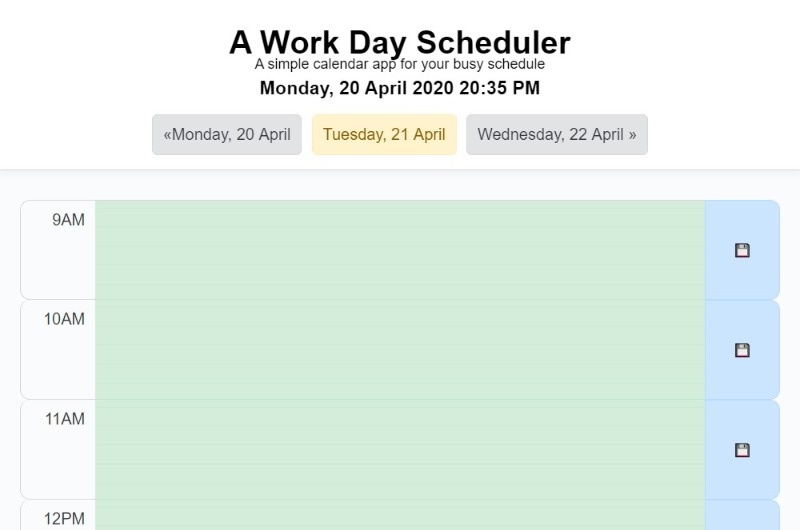 A Work Day Scheduler
A simple calendar app for your busy schedule
Monday, 20 April 2020 20:35 PM
«Monday, 20 April
Tuesday, 21 April
Wednesday, 22 April »
9AM
10AM
11AM
12PM